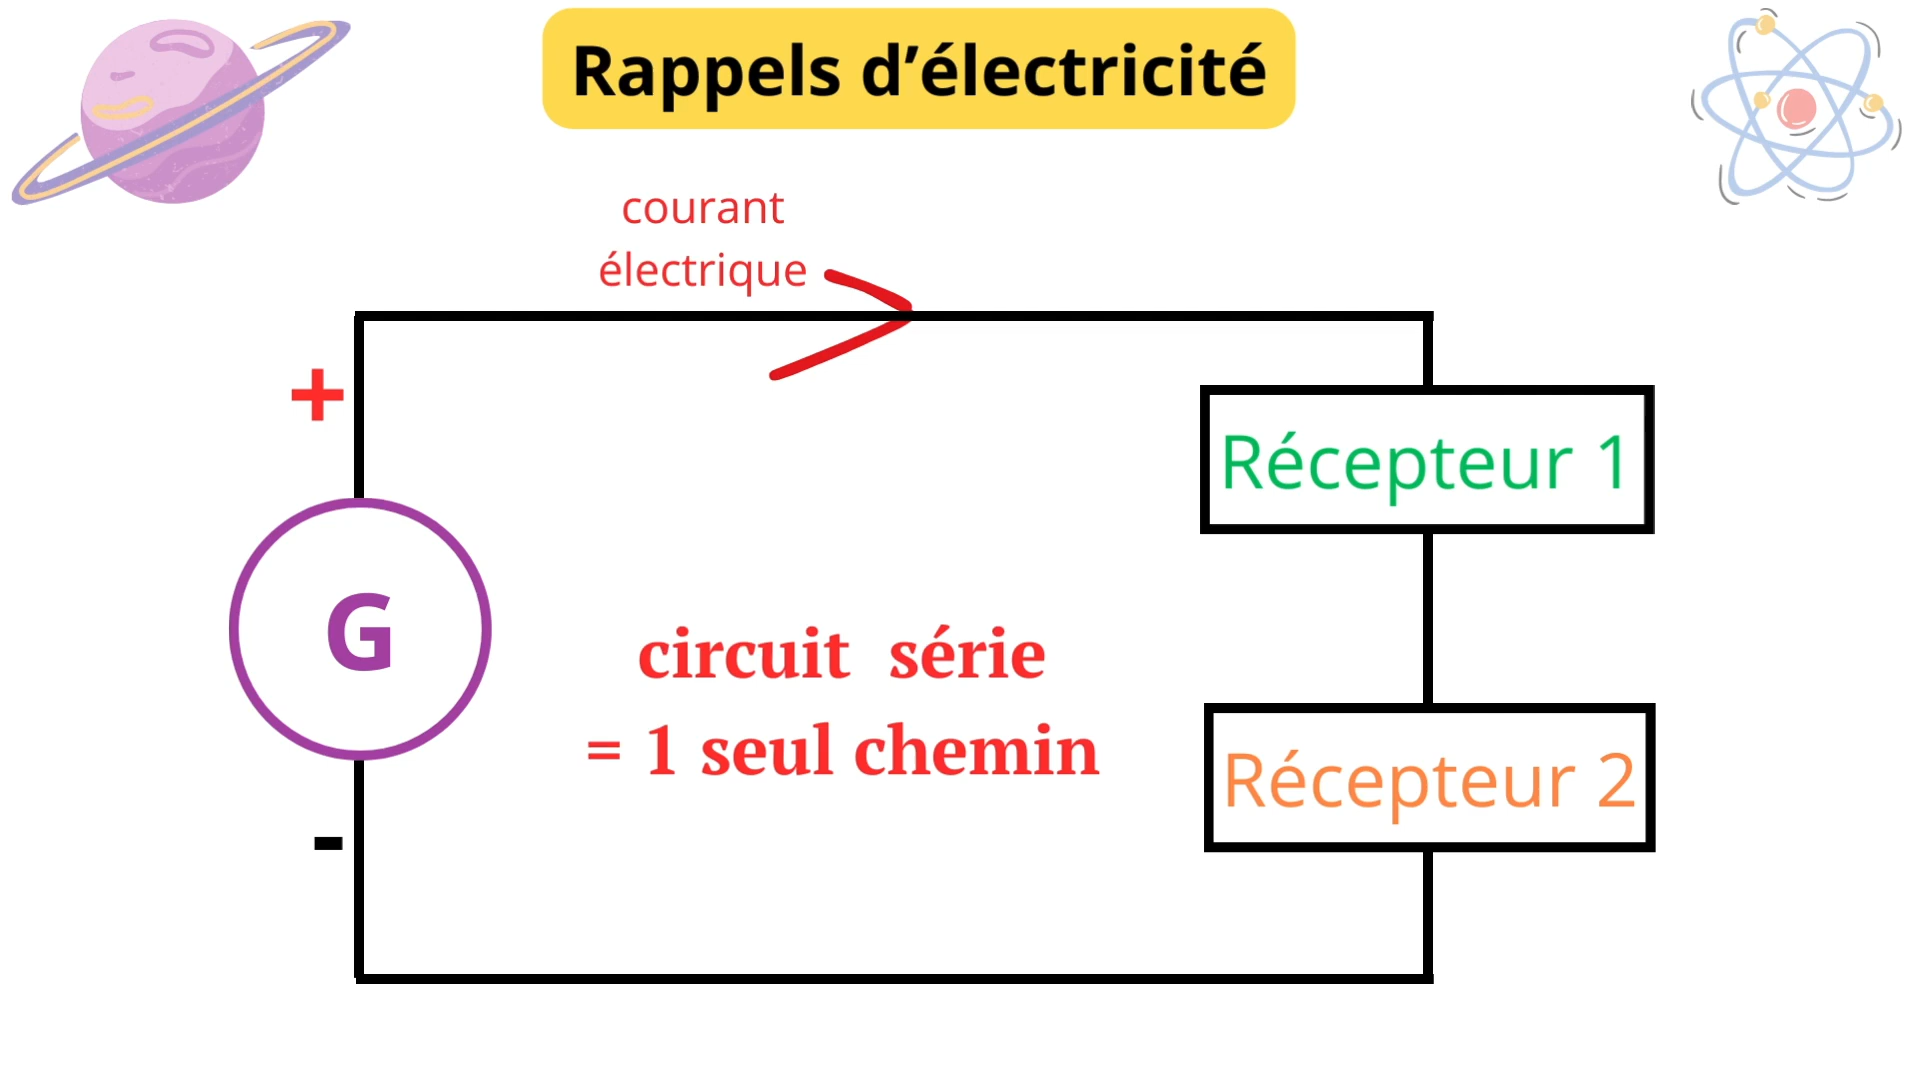 Rappels d’électricité
courant
électrique
+
Récepteur 1
G
circuit série
= 1 seul chemin
Récepteur 2
-